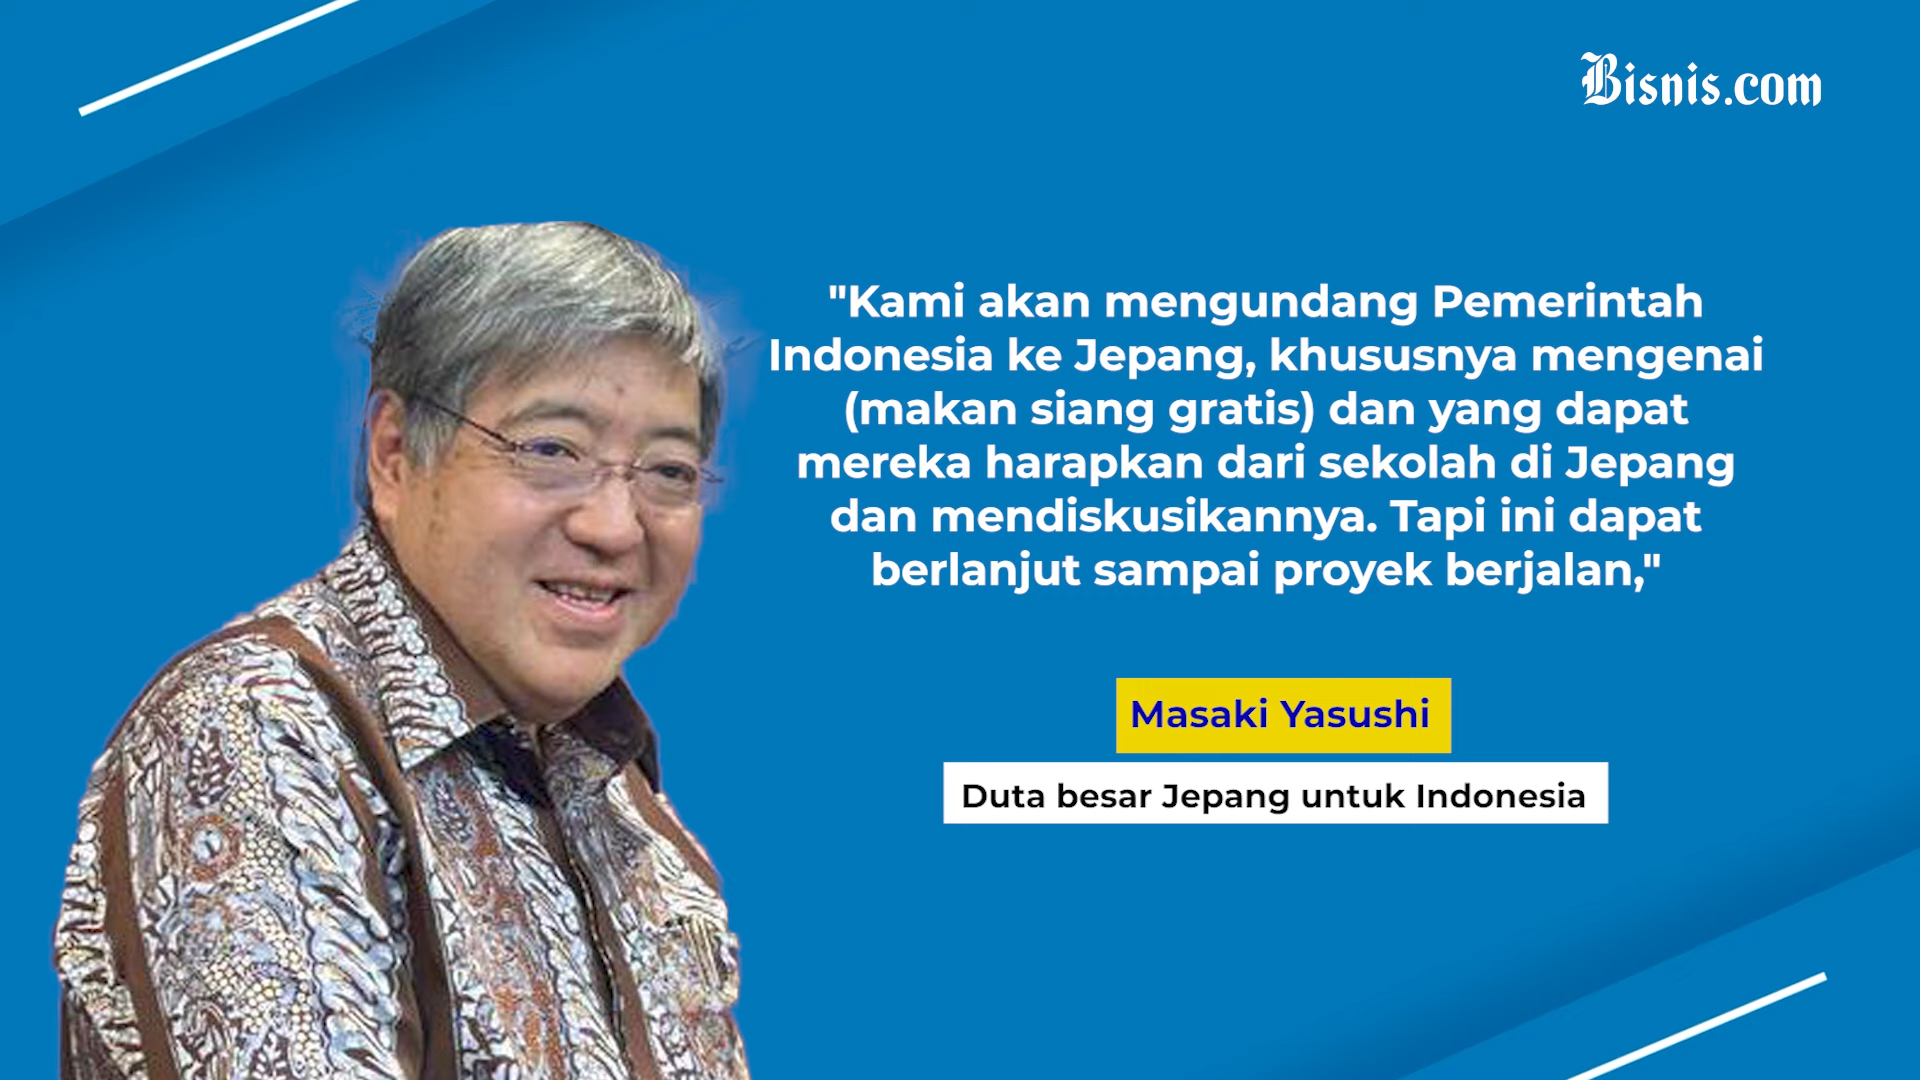 Bisnis.com
"Kami akan mengundang Pemerintah
Indonesia ke Jepang, khususnya mengenai
(makan siang gratis) dan yang dapat
mereka harapkan dari sekolah di Jepang
dan mendiskusikannya. Tapi ini dapat
berlanjut sampai proyek berjalan,"
Masaki Yasushi
Duta besar Jepang untuk Indonesia